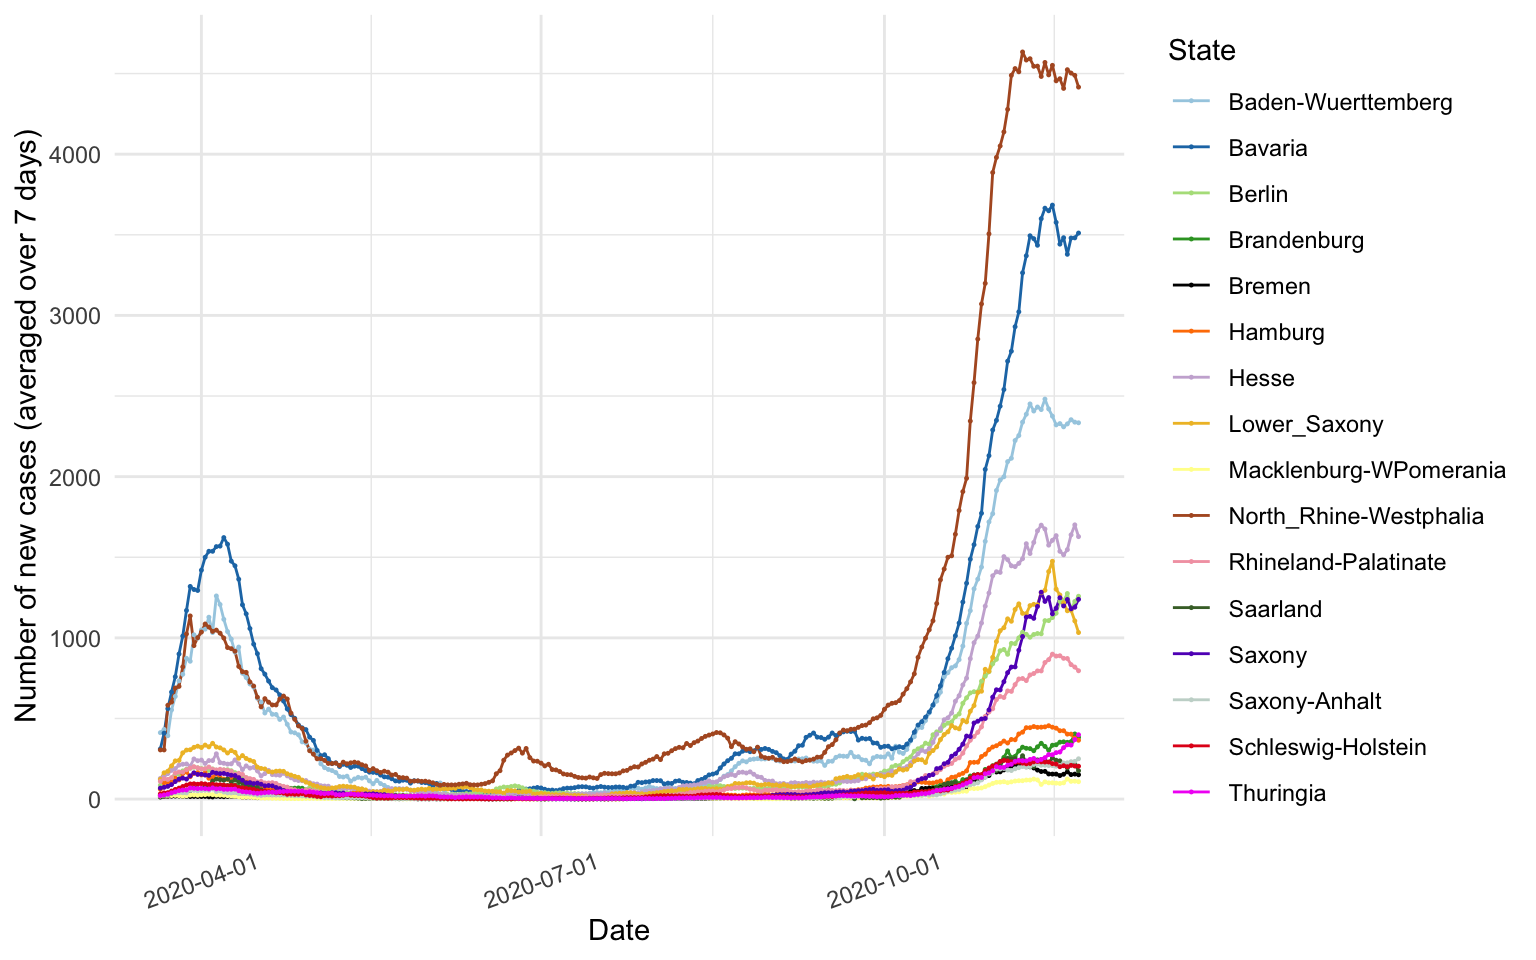 State
Baden-Wuerttemberg
Bavaria
Berlin
Brandenburg
Bremen
Hamburg
Hesse
Lower_Saxony
Macklenburg-WPomerania
North_Rhine-Westphalia
Rhineland-Palatinate
Saarland
Saxony
Saxony-Anhalt
Schleswig-Holstein
Thuringia
Number of new cases (averaged over 7 days)
4000
3000
2000
1000
0
2020-04-01
2020-07-01
2020-10-01
Date